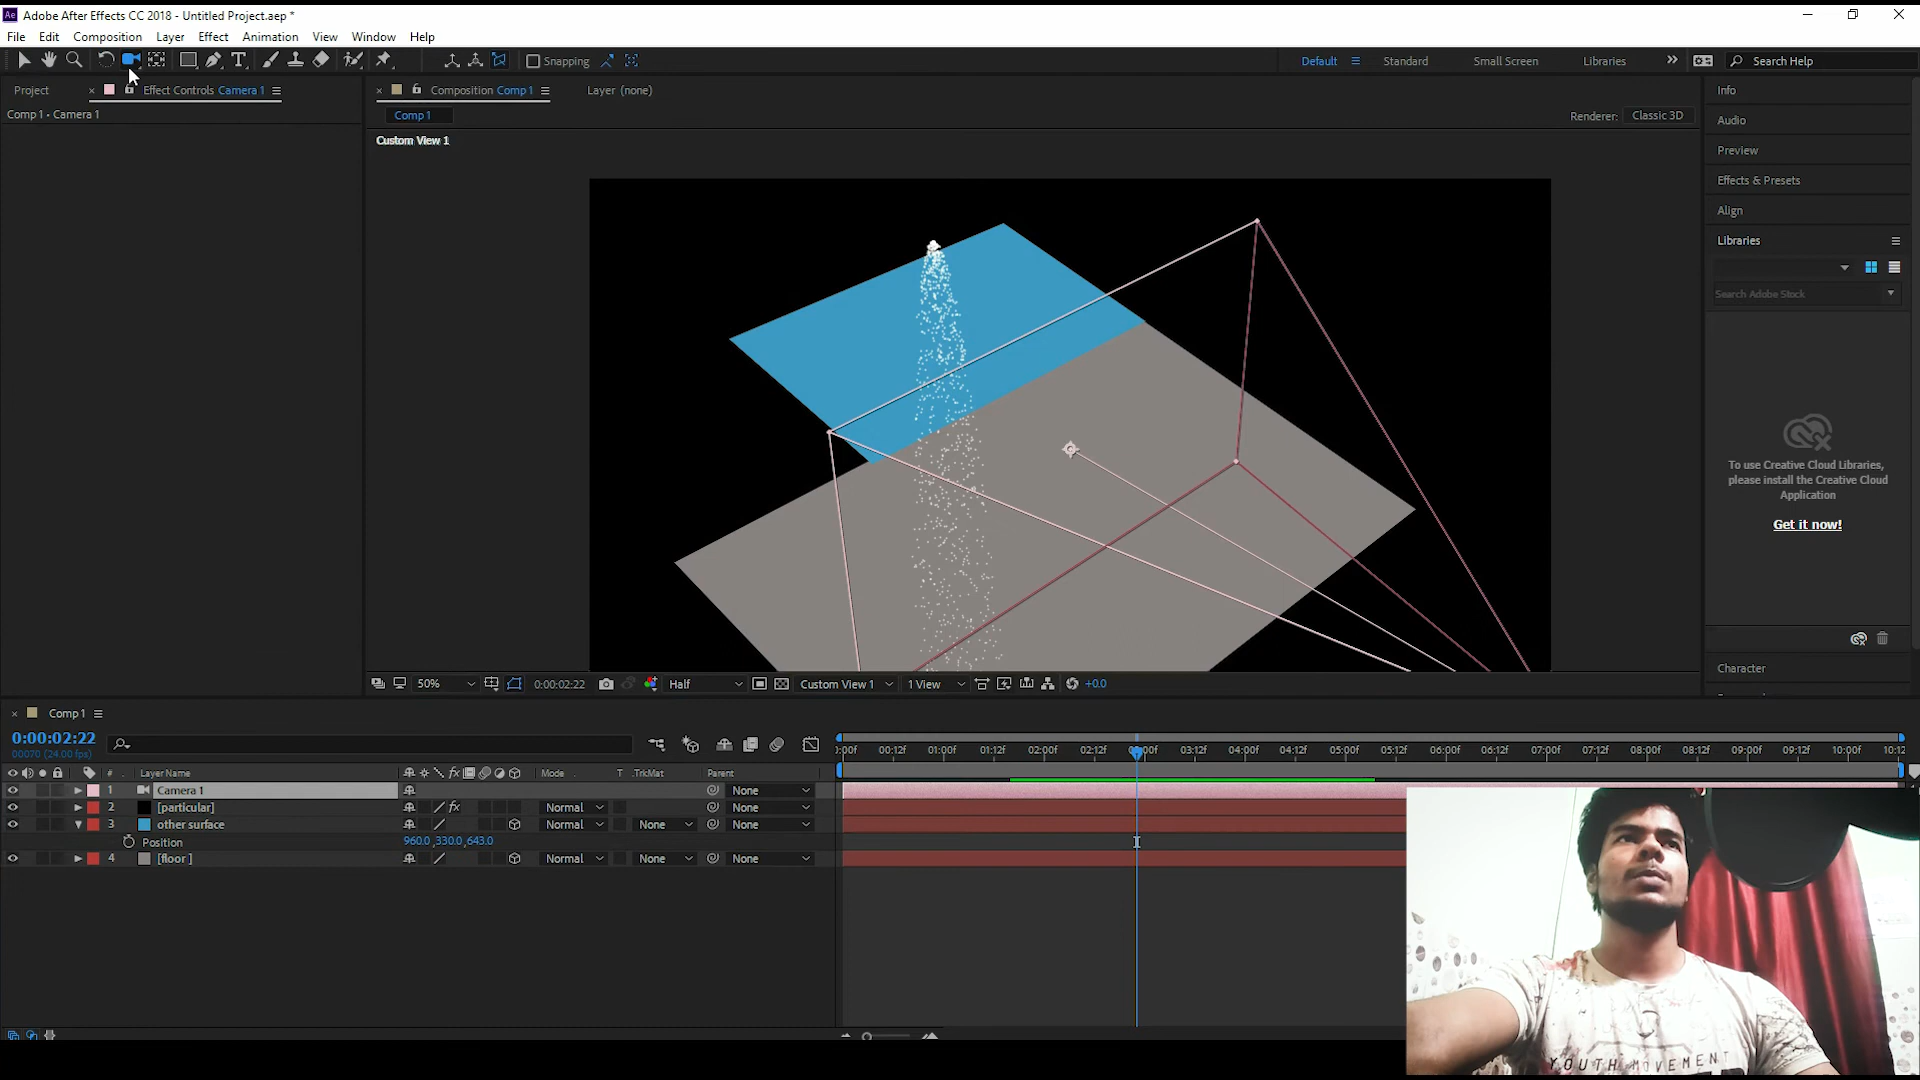 Ae Adobe After Effects CC 2018 - Untitled Project.aep *
File Edit Composition Layer Effect Animation View Window Help
Snapping
Default Standard Small Screen Libraries Search Help
Project Effect Controls Camera 1
Comp 1 • Camera 1
Composition Comp 1 Layer (none)
Comp 1
Renderer: Classic 3D
Custom View 1
Info
Audio
Preview
Effects & Presets
Align
Libraries
Search Adobe Stock
To use Creative Cloud Libraries,
please install the Creative Cloud
Application
Get it now!
Character
50% 0:00:02:22 Half Custom View 1 1 View +0.0
Comp 1
0:00:02:22
00070 (24.00 fps)
:00f 00:12f 01:00f 01:12f 02:00f 02:12f 03:12f 04:00f 04:12f 05:00f 05:12f 06:00f 06:12f 07:00f 07:12f 08:00f 08:12f 09:00f 09:12f 10:00f 10:12
# Layer Name Mode T .TrkMat Parent
1 Camera 1 None
2 [particular] Normal None
3 other surface Normal None None
Position 960.0,330.0,643.0
4 [floor ] Normal None None
YOUTH MOVEMENT